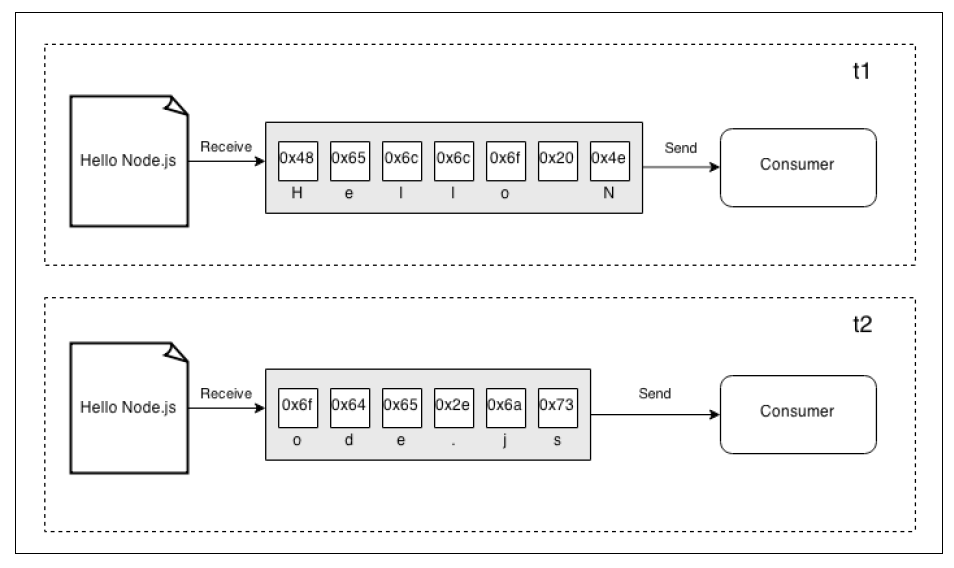 t1
Hello Node.js
Receive
0x48 0x65 0x6c 0x6c 0x6f 0x20 0x4e
H e l l o N
Send
Consumer
t2
Hello Node.js
Receive
0x6f 0x64 0x65 0x2e 0x6a 0x73
o d e . j s
Send
Consumer